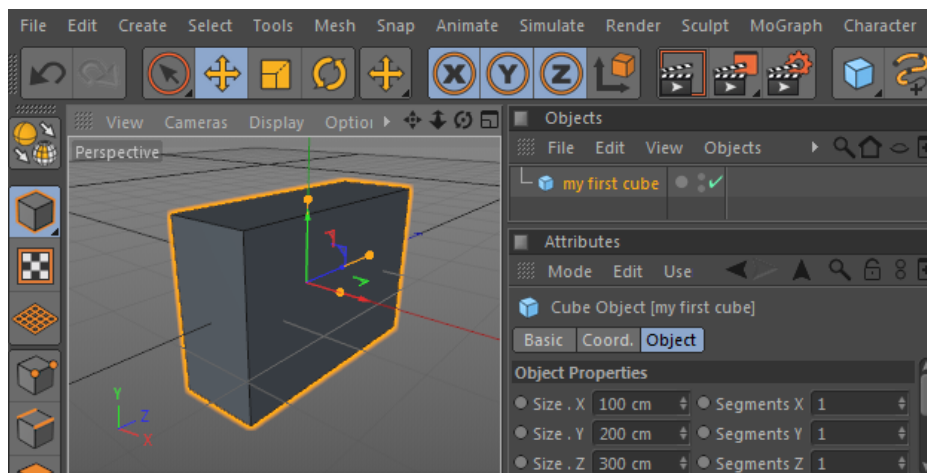 File Edit Create Select Tools Mesh Snap Animate Simulate Render Sculpt MoGraph Character
X Y Z
View Cameras Display Optior
Perspective
Y
Z
X
Objects
File Edit View Objects
my first cube
Attributes
Mode Edit Use
Cube Object [my first cube]
Basic Coord. Object
Object Properties
Size . X 100 cm Segments X 1
Size . Y 200 cm Segments Y 1
Size . Z 300 cm Segments Z 1